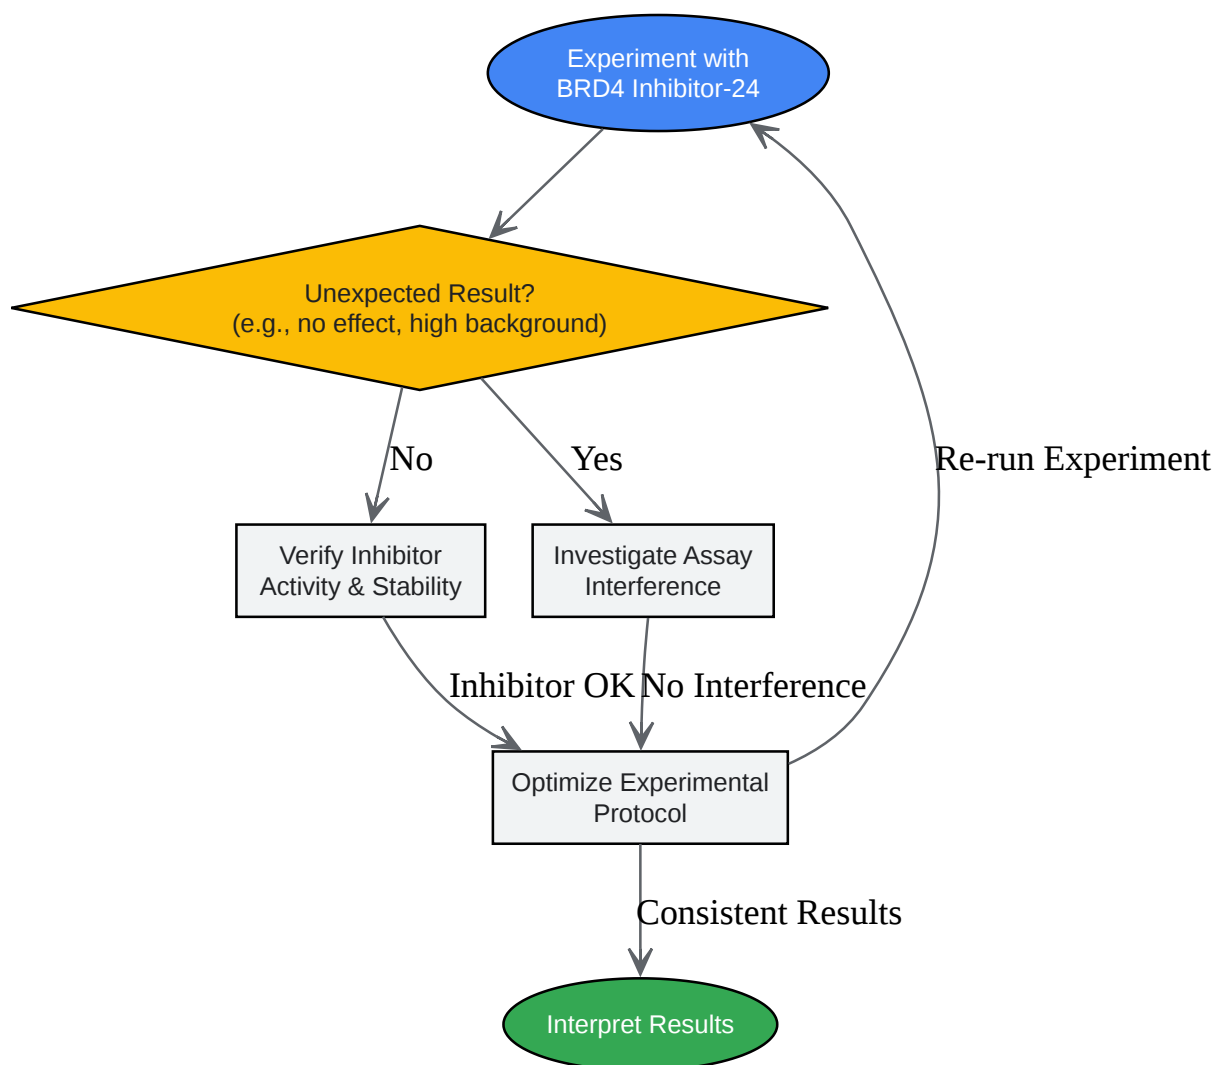 Experiment with
BRD4 Inhibitor-24
Unexpected Result?
(e.g., no effect, high background)
No
Yes
Re-run Experiment
Verify Inhibitor
Activity & Stability
Investigate Assay
Interference
Inhibitor OK
No Interference
Optimize Experimental
Protocol
Consistent Results
Interpret Results